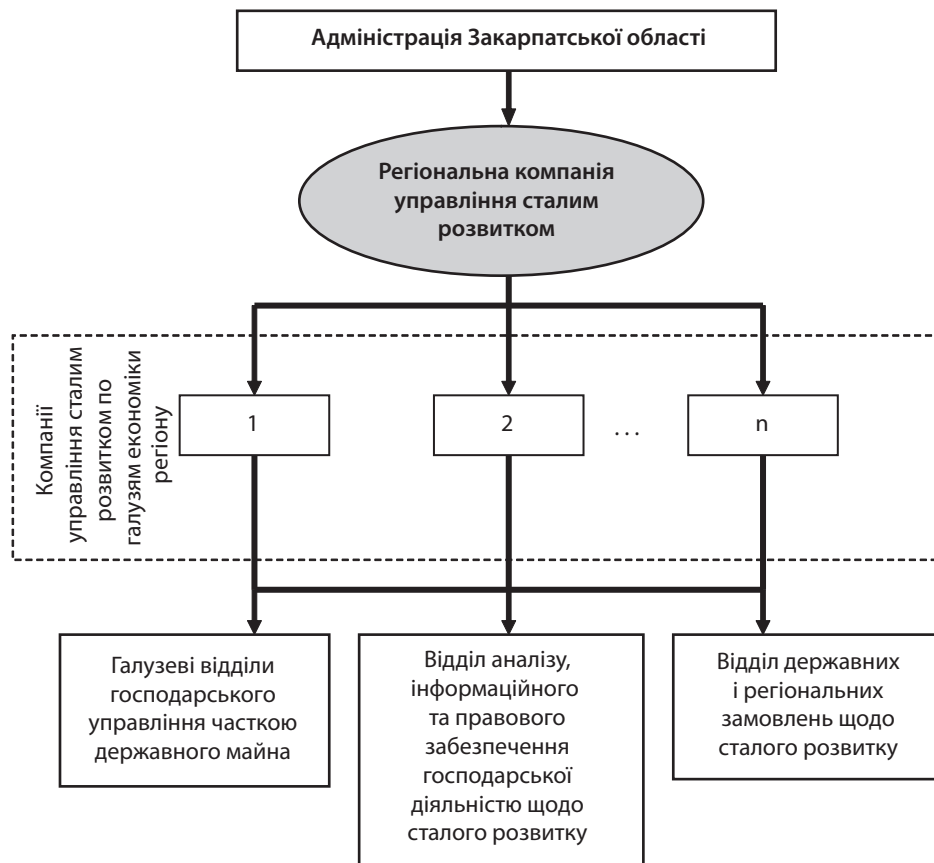 Адміністрація Закарпатської області
Регіональна компанія
управління сталим
розвитком
Компанії
управління сталим
розвитком по
галузям економіки
регіону
1
2
...
n
Галузеві відділи
господарського
управління часткою
державного майна
Відділ аналізу,
інформаційного
та правового
забезпечення
господарської
діяльністю щодо
сталого розвитку
Відділ державних
і регіональних
замовлень щодо
сталого розвитку